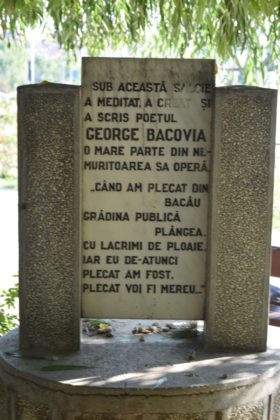 SUB ACEASTĂ SALCIE
A MEDITAT, A CREAT ȘI
A SCRIS POETUL
GEORGE BACOVIA
O MARE PARTE DIN NE-
MURITOAREA SA OPERĂ.
„CÂND AM PLECAT DIN
BACĂU
GRĂDINA PUBLICĂ
PLÂNGEA.
CU LACRIMI DE PLOAIE.
IAR EU DE-ATUNCI
PLECAT AM FOST,
PLECAT VOI FI MEREU..."